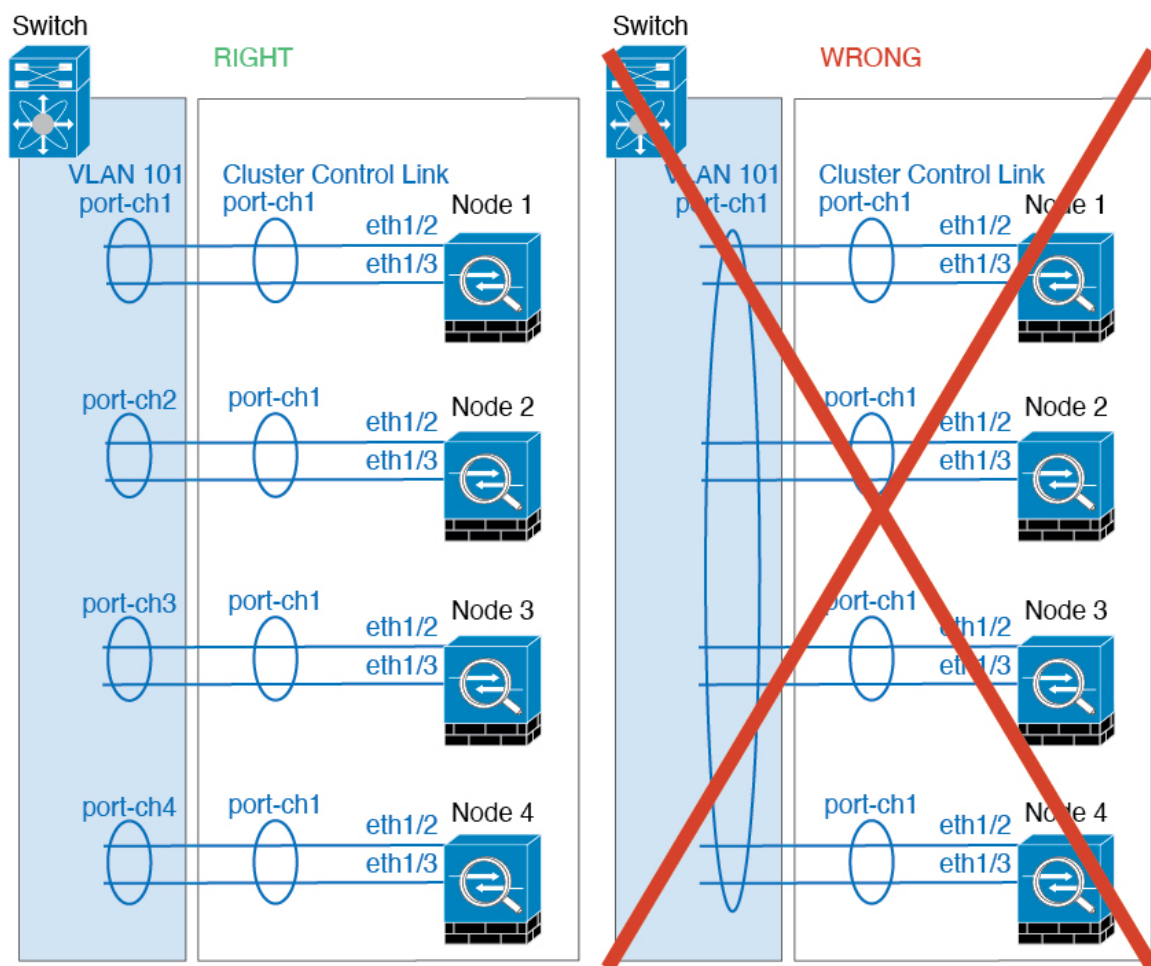 Switch
RIGHT
VLAN 101
port-ch1
Cluster Control Link
port-ch1
eth1/2
eth1/3
Node 1
port-ch2
port-ch1
eth1/2
eth1/3
Node 2
port-ch3
port-ch1
eth1/2
eth1/3
Node 3
port-ch4
port-ch1
eth1/2
eth1/3
Node 4
Switch
WRONG
VLAN 101
port-ch1
Cluster Control Link
port-ch1
eth1/2
eth1/3
Node 1
port-ch1
eth1/2
eth1/3
Node 2
port-ch1
eth1/2
eth1/3
Node 3
port-ch1
eth1/2
eth1/3
Node 4